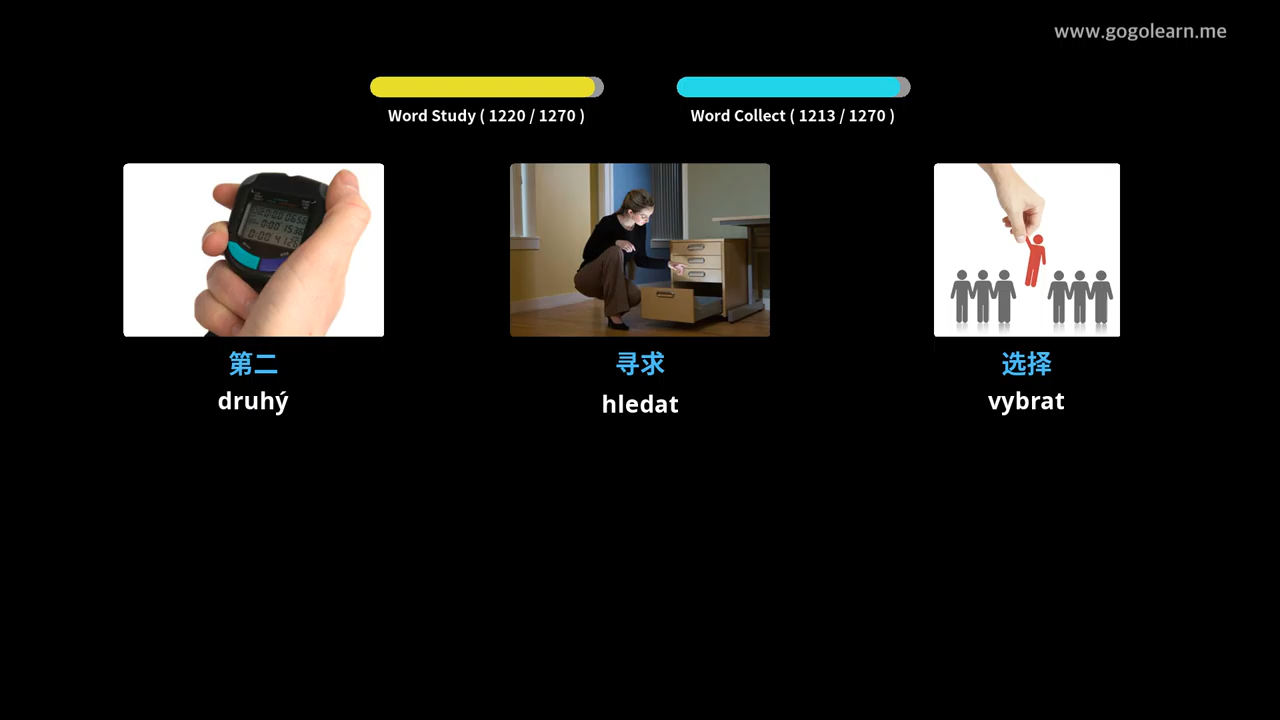 www.gogolearn.me
Word Study ( 1220 / 1270 )
Word Collect ( 1213 / 1270 )
第二
druhý
寻求
hledat
选择
vybrat